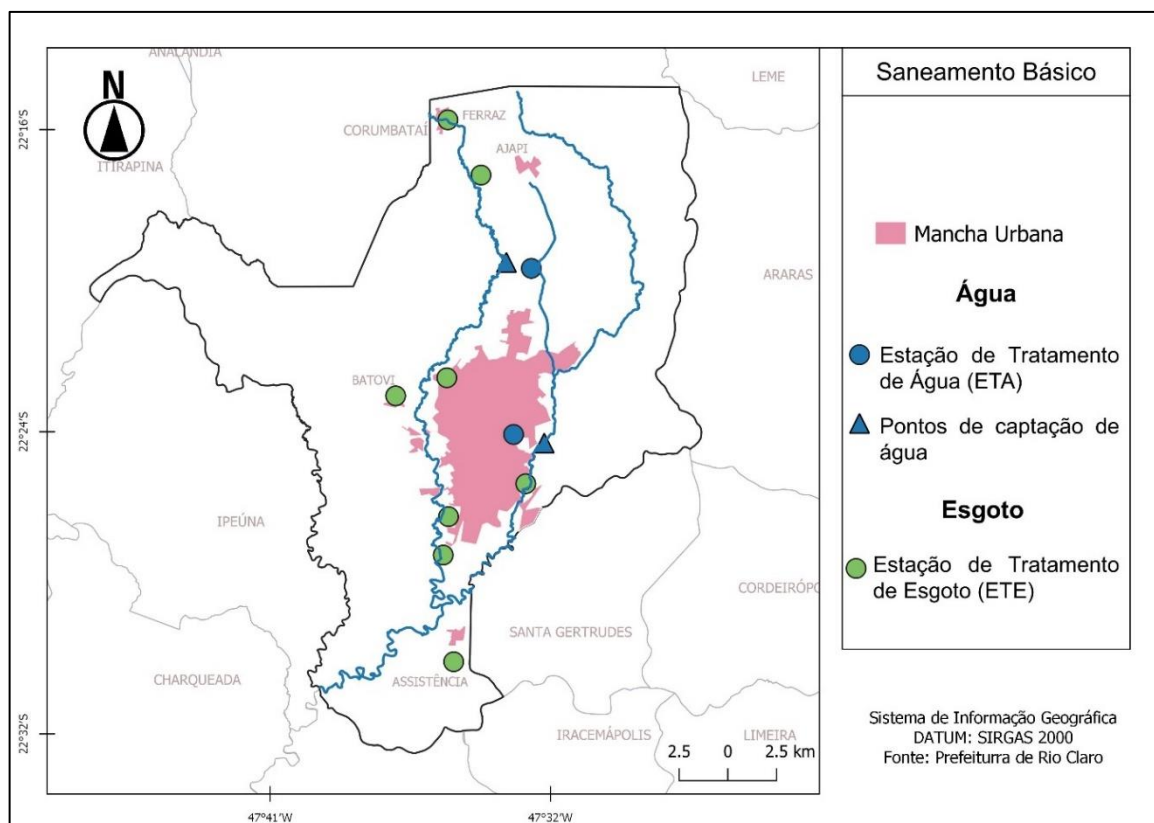 ANALÂNDIA
LEME
N
FERRAZ
CORUMBATAÍ
22°16'S
AJAPI
ITIRAPINA
ARARAS
BATOVI
22°24'S
IPEÚNA
CORDEIRÓPO
SANTA GERTRUDES
CHARQUEADA
ASSISTÊNCIA
22°32'S
IRACEMÁPOLIS
LIMEIRA
2.5 0 2.5 km
47°41'W
47°32'W
Saneamento Básico
Mancha Urbana
Água
Estação de Tratamento
de Água (ETA)
Pontos de captação de
água
Esgoto
Estação de Tratamento
de Esgoto (ETE)
Sistema de Informação Geográfica
DATUM: SIRGAS 2000
Fonte: Prefeiturra de Rio Claro